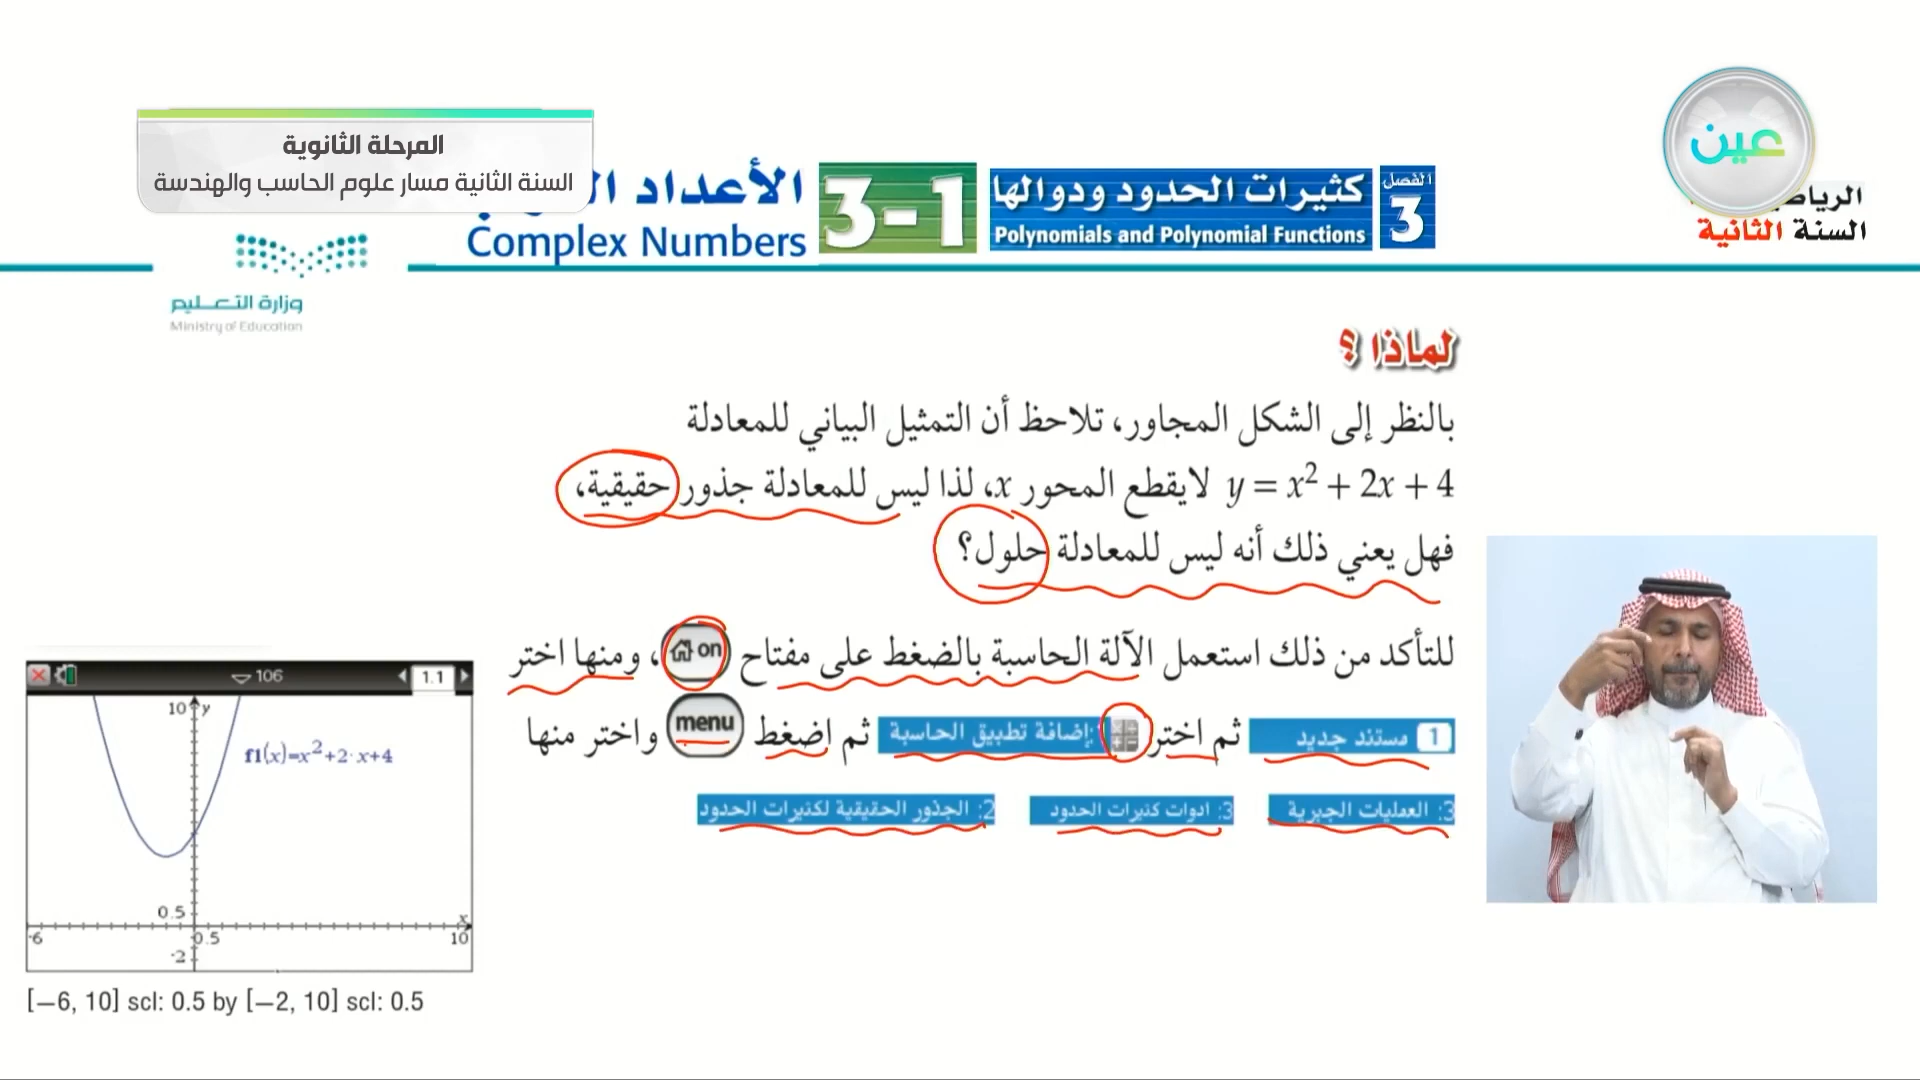 المرحلة الثانوية
السنة الثانية مسار علوم الحاسب والهندسة
عين
السنة الثانية
الفصل 3
كثيرات الحدود ودوالها
Polynomials and Polynomial Functions
3-1
الأعداد
Complex Numbers
وزارة التعليم
Ministry of Education
لماذا ؟
بالنظر إلى الشكل المجاور، تلاحظ أن التمثيل البياني للمعادلة
y = x² + 2x + 4 لايقطع المحور x، لذا ليس للمعادلة جذور حقيقية،
فهل يعني ذلك أنه ليس للمعادلة حلول؟
للتأكد من ذلك استعمل الآلة الحاسبة بالضغط على مفتاح on، ومنها اختر
1 مستند جديد ثم اختر إضافة تطبيق الحاسبة ثم اضغط menu واختر منها
3: العمليات الجبرية 3: أدوات كثيرات الحدود 2: الجذور الحقيقية لكثيرات الحدود
1.1 106
10 y
f1(x)=x²+2·x+4
0.5 x
-6 0.5 10
-2
[−6, 10] scl: 0.5 by [−2, 10] scl: 0.5